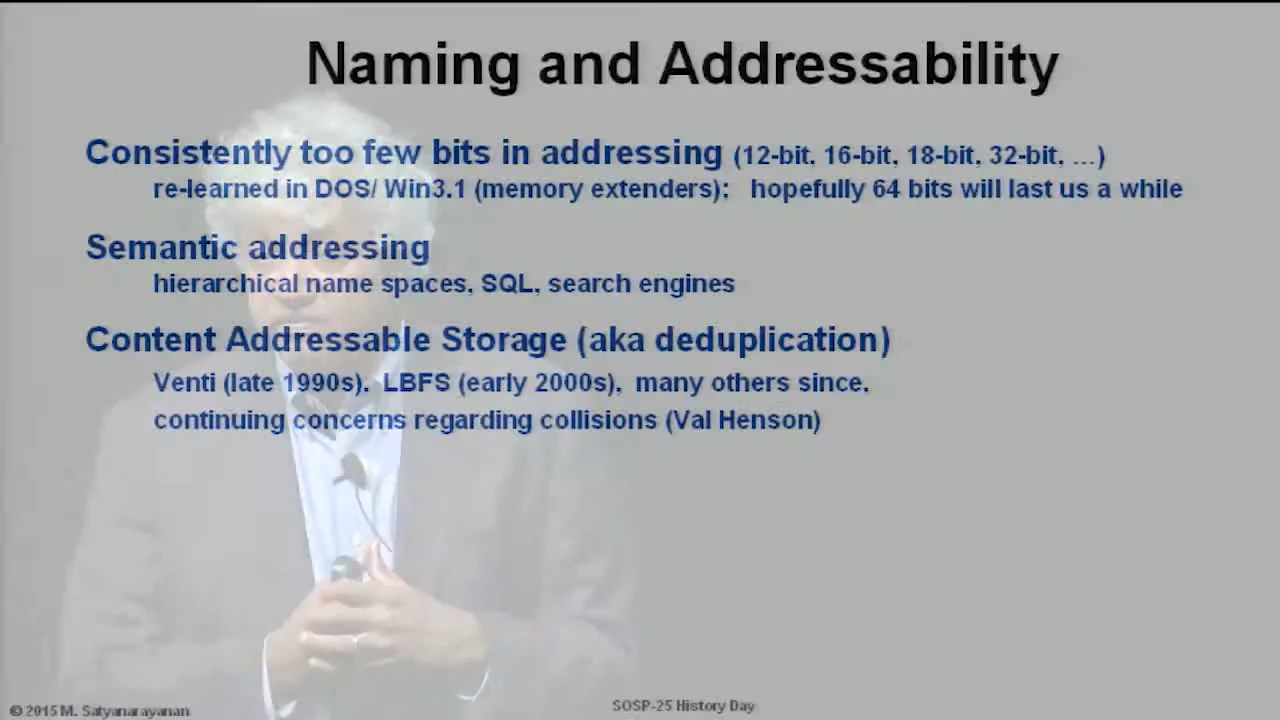 Naming and Addressability
Consistently too few bits in addressing (12-bit, 16-bit, 18-bit, 32-bit, ...)
re-learned in DOS/ Win3.1 (memory extenders); hopefully 64 bits will last us a while
Semantic addressing
hierarchical name spaces, SQL, search engines
Content Addressable Storage (aka deduplication)
Venti (late 1990s), LBFS (early 2000s), many others since,
continuing concerns regarding collisions (Val Henson)
© 2015 M. Satyanarayanan
SOSP-25 History Day